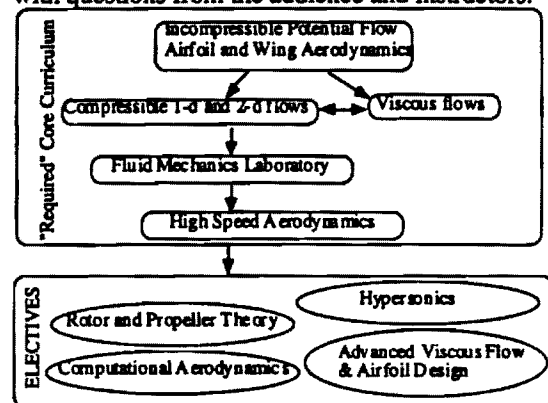 with questions from the audience and instructors.
"Required" Core Curriculum
Incompressible Potential Flow
Airfoil and Wing Aerodynamics
Compressible 1-d and 2-d flows
Viscous flows
Fluid Mechanics Laboratory
High Speed Aerodynamics
ELECTIVES
Hypersonics
Rotor and Propeller Theory
Computational Aerodynamics
Advanced Viscous Flow
& Airfoil Design